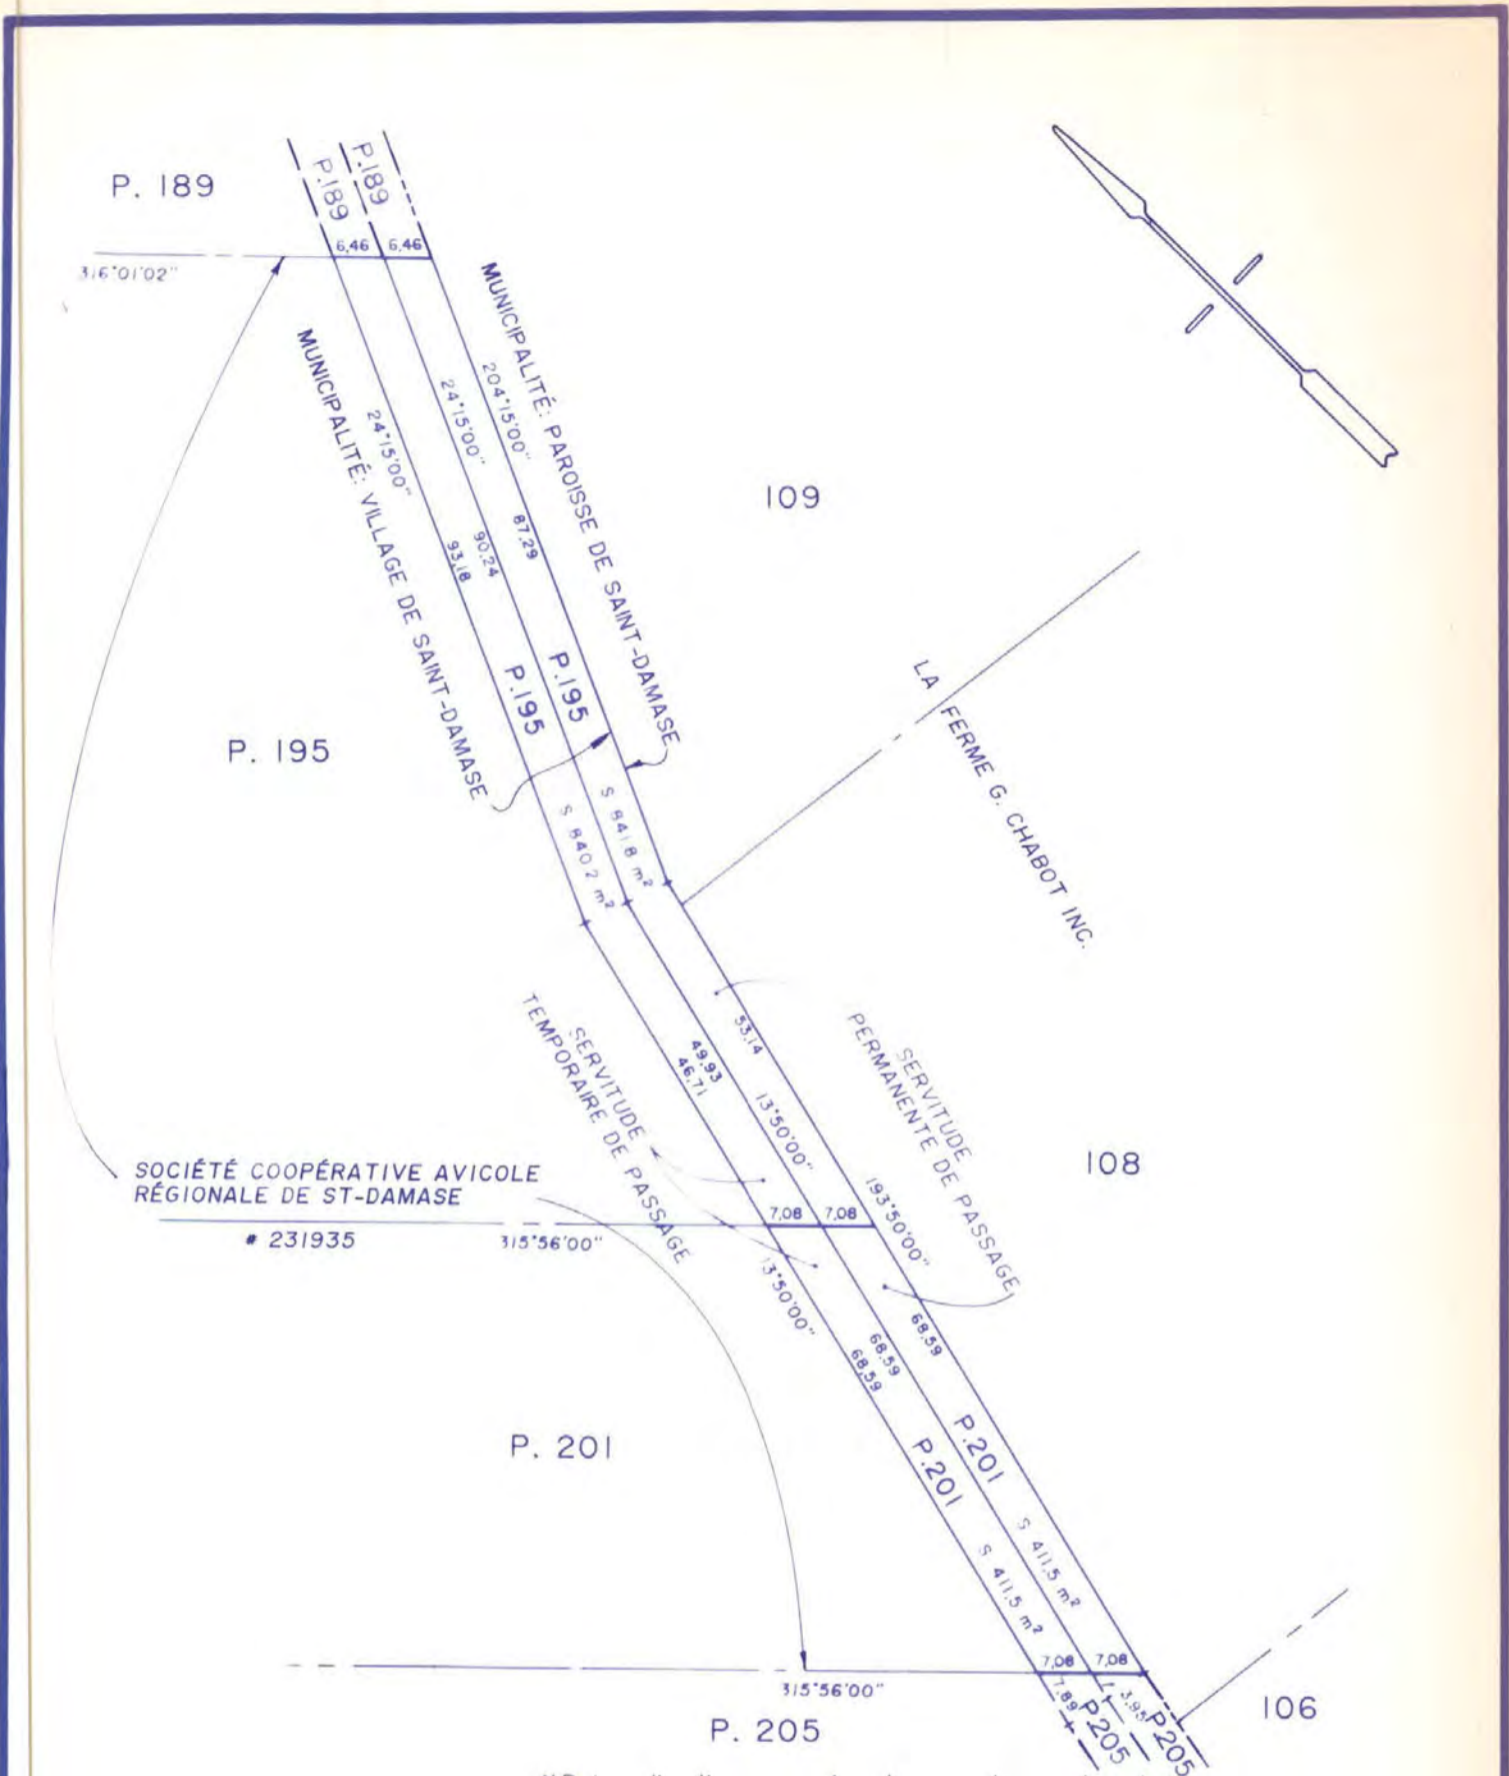 P. 189
P.189
P.189
6,46
6,46
316°01'02"
MUNICIPALITÉ: PAROISSE DE SAINT-DAMASE
MUNICIPALITÉ: VILLAGE DE SAINT-DAMASE
204°15'00"
24°15'00"
24°15'00"
87,29
90,24
93,18
109
P.195
P.195
P. 195
LA FERME G. CHABOT INC.
S 841,8 m²
S 840,2 m²
SERVITUDE
TEMPORAIRE DE PASSAGE
53,14
49,93
46,71
SERVITUDE
PERMANENTE DE PASSAGE
13°50'00"
108
SOCIÉTÉ COOPÉRATIVE AVICOLE
RÉGIONALE DE ST-DAMASE
# 231935
315°56'00"
7,08
7,08
193°50'00"
13°50'00"
68,59
68,59
68,59
P. 201
P.201
P.201
S 411,5 m²
S 411,5 m²
7,08
7,08
315°56'00"
7,89
3,95
P.205
P.205
106
P. 205